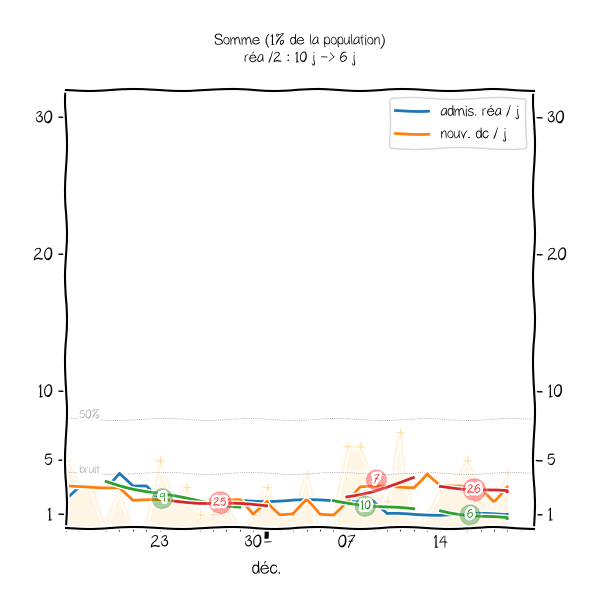 Somme (1% de la population)
réa /2 : 10 j -> 6 j
admis. réa / j
nouv. dc / j
30 30
20 20
10 10
50%
5 5
bruit
1 1
9 25 10 7 26 6
23 30 07 14
déc.